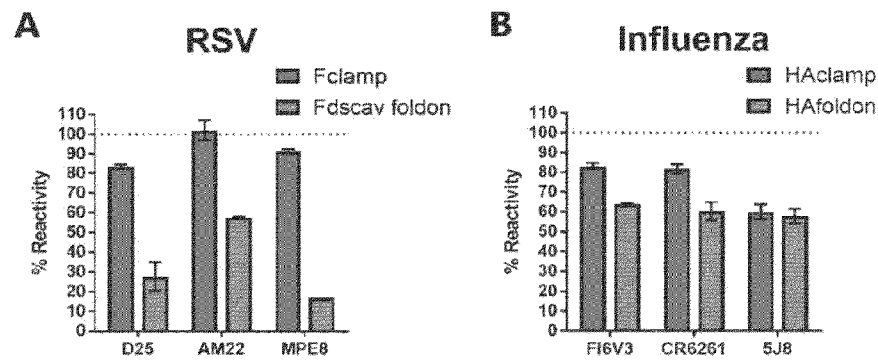 A
RSV
Fclamp
Fdscav foldon
% Reactivity
110
100
90
80
70
60
50
40
30
20
10
0
D25 AM22 MPE8
B
Influenza
HAclamp
HAfoldon
% Reactivity
110
100
90
80
70
60
50
40
30
20
10
0
FI6V3 CR6261 5J8